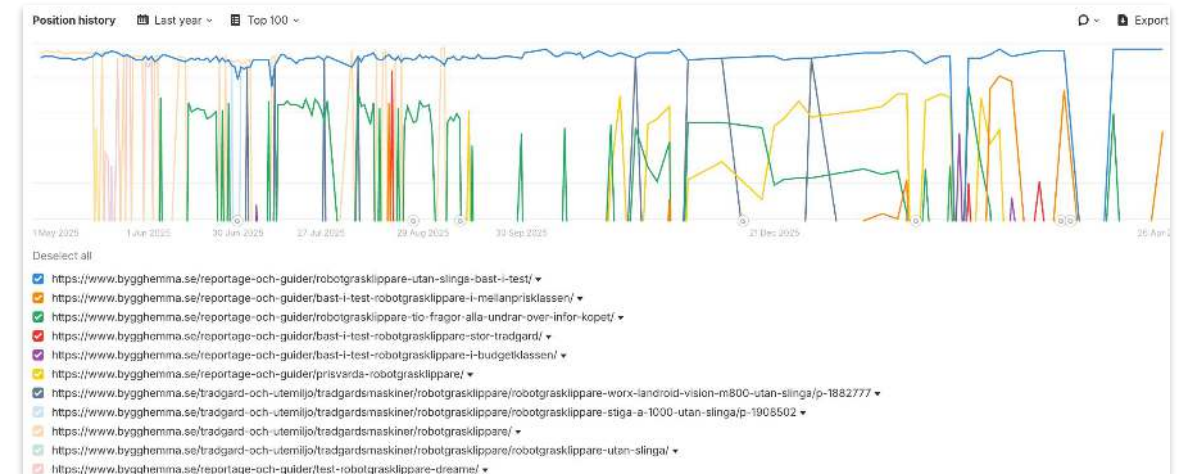 Position history Last year Top 100 Export
1 May 2025 1 Jun 2025 30 Jun 2025 27 Jul 2025 29 Aug 2025 30 Sep 2025 21 Dec 2025 26 Apr 2
Deselect all
https://www.bygghemma.se/reportage-och-guider/robotgrasklippare-utan-slinga-bast-i-test/
https://www.bygghemma.se/reportage-och-guider/bast-i-test-robotgrasklippare-i-mellanprisklassen/
https://www.bygghemma.se/reportage-och-guider/robotgrasklippare-tio-fragor-alla-undrar-over-infor-kopet/
https://www.bygghemma.se/reportage-och-guider/bast-i-test-robotgrasklippare-stor-tradgard/
https://www.bygghemma.se/reportage-och-guider/bast-i-test-robotgrasklippare-i-budgetklassen/
https://www.bygghemma.se/reportage-och-guider/prisvarda-robotgrasklippare/
https://www.bygghemma.se/tradgard-och-utemiljo/tradgardsmaskiner/robotgrasklippare/robotgrasklippare-worx-landroid-vision-m800-utan-slinga/p-1882777
https://www.bygghemma.se/tradgard-och-utemiljo/tradgardsmaskiner/robotgrasklippare/robotgrasklippare-stiga-a-1000-utan-slinga/p-1908502
https://www.bygghemma.se/tradgard-och-utemiljo/tradgardsmaskiner/robotgrasklippare/
https://www.bygghemma.se/tradgard-och-utemiljo/tradgardsmaskiner/robotgrasklippare/robotgrasklippare-utan-slinga/
https://www.bygghemma.se/reportage-och-guider/test-robotgrasklippare-dreame/